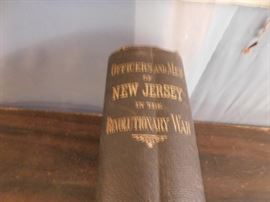 OFFICERS AND MEN
OF
NEW JERSEY
IN THE
REVOLUTIONARY WAR